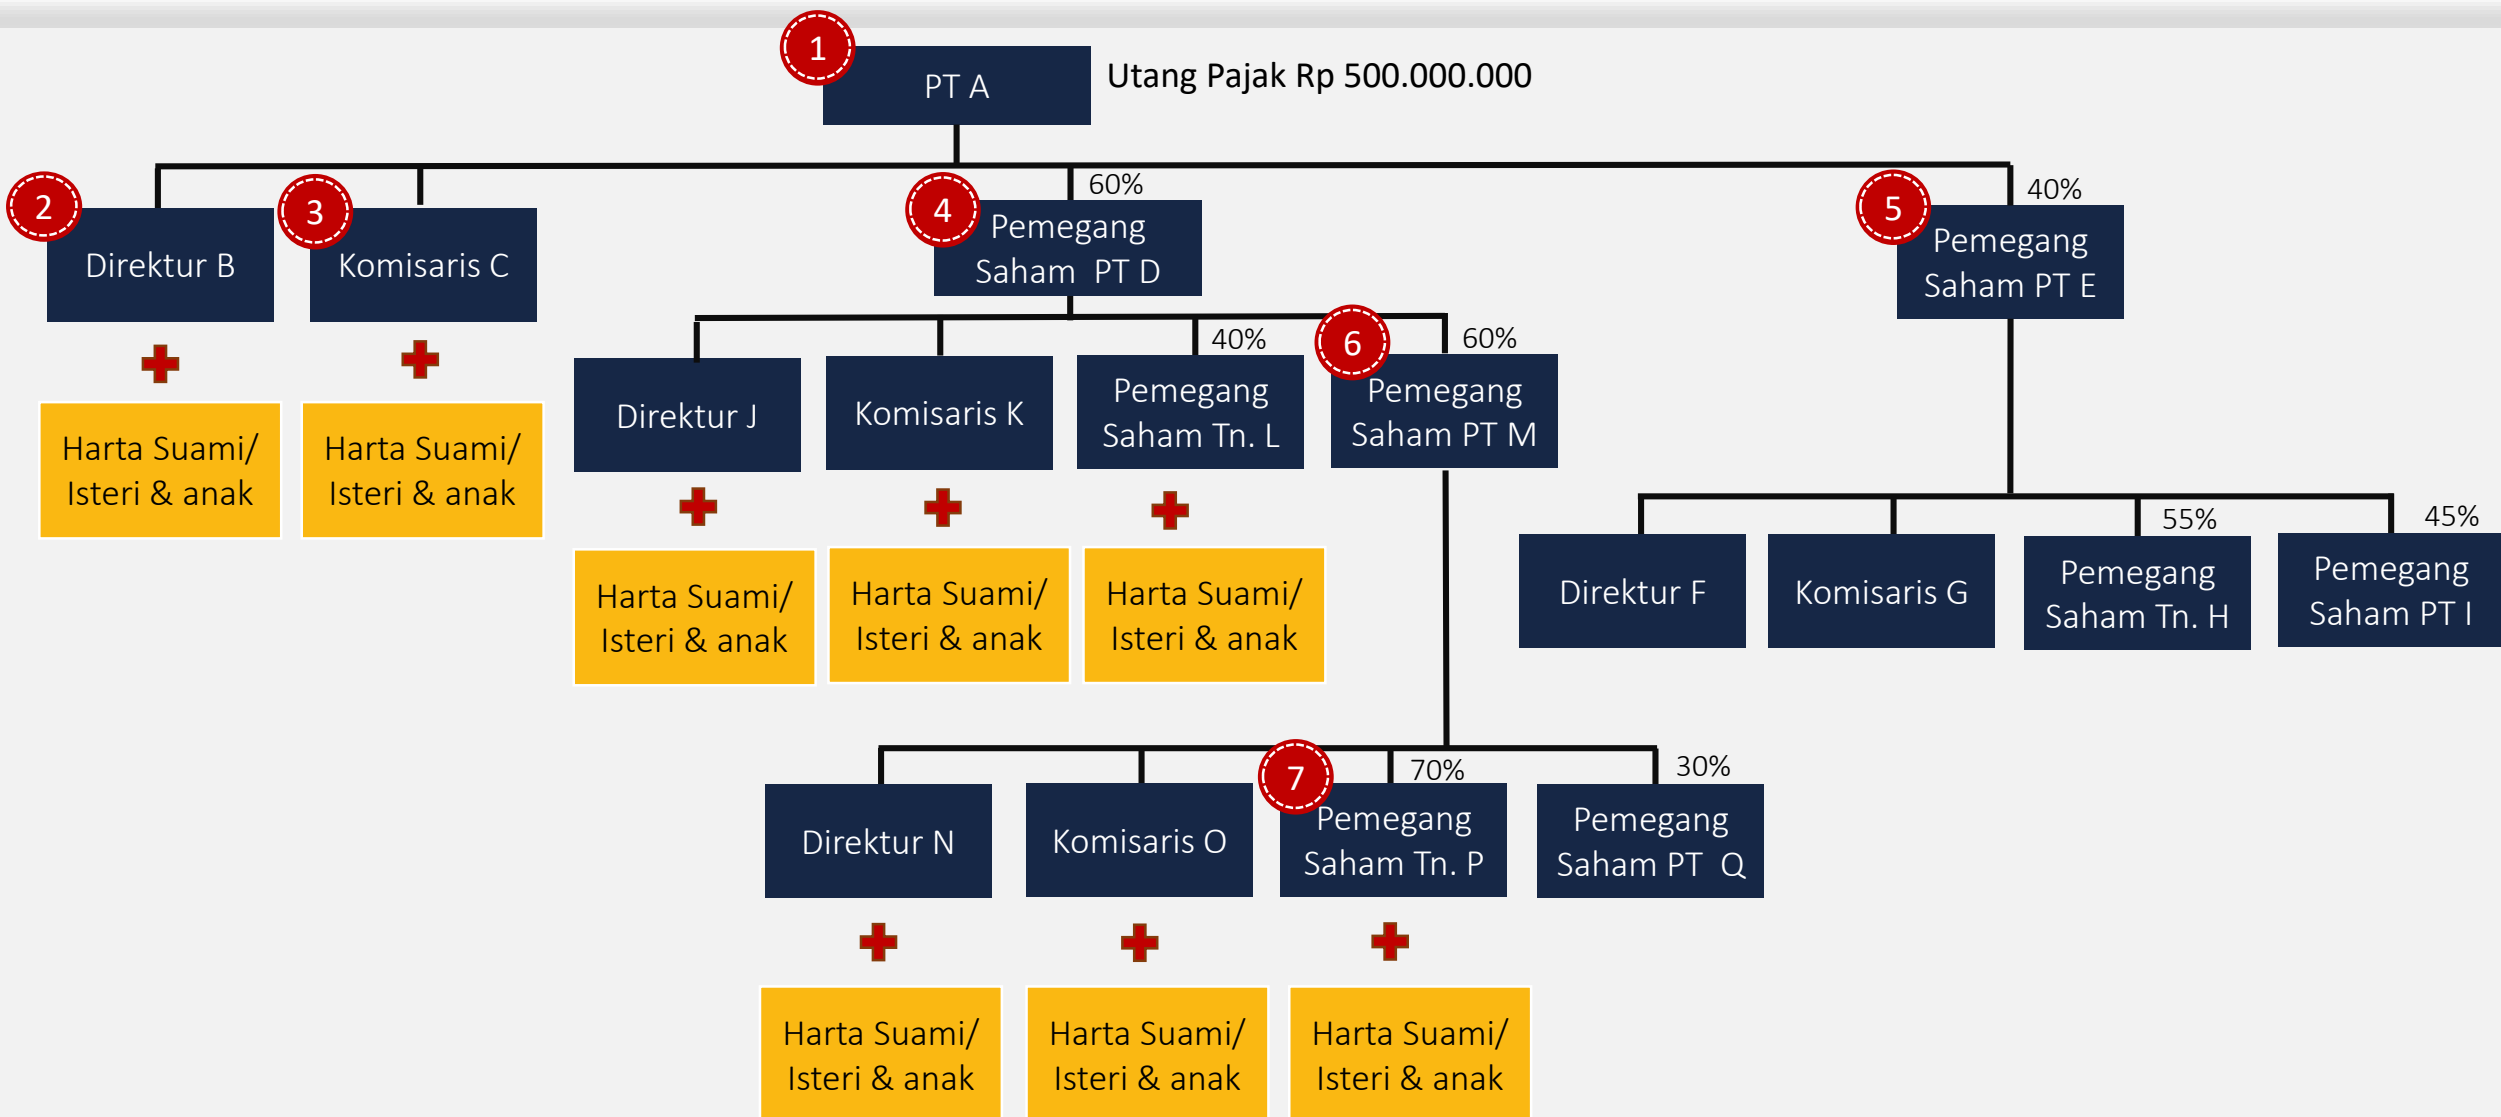 1
PT A
Utang Pajak Rp 500.000.000
2
Direktur B
3
Komisaris C
60%
4
Pemegang
Saham PT D
40%
5
Pemegang
Saham PT E
Harta Suami/
Isteri & anak
Harta Suami/
Isteri & anak
Direktur J
Komisaris K
40%
Pemegang
Saham Tn. L
6
60%
Pemegang
Saham PT M
Harta Suami/
Isteri & anak
Harta Suami/
Isteri & anak
Harta Suami/
Isteri & anak
Direktur F
Komisaris G
55%
Pemegang
Saham Tn. H
45%
Pemegang
Saham PT I
Direktur N
Komisaris O
7
70%
Pemegang
Saham Tn. P
30%
Pemegang
Saham PT Q
Harta Suami/
Isteri & anak
Harta Suami/
Isteri & anak
Harta Suami/
Isteri & anak